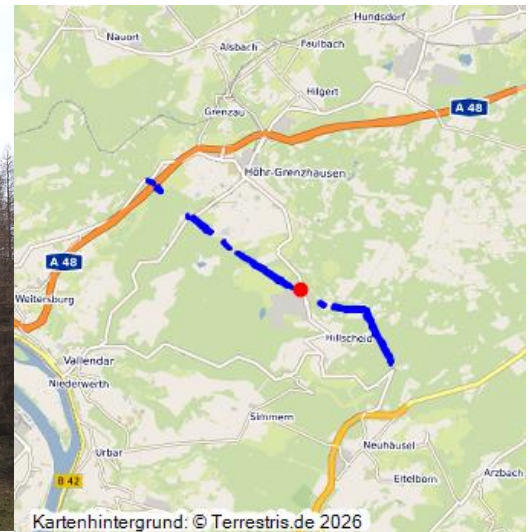 Hundsdorf
Nauort
Alsbach
Faulbach
Hilgert
Grenzau
A 48
Höhr-Grenzhausen
A 48
Weitersburg
Hillscheid
Vallendar
Niederwerth
Simmern
Urbar
Neuhäusel
B 42
Eitelborn
Arzbach
Kartenhintergrund: © Terrestris.de 2026